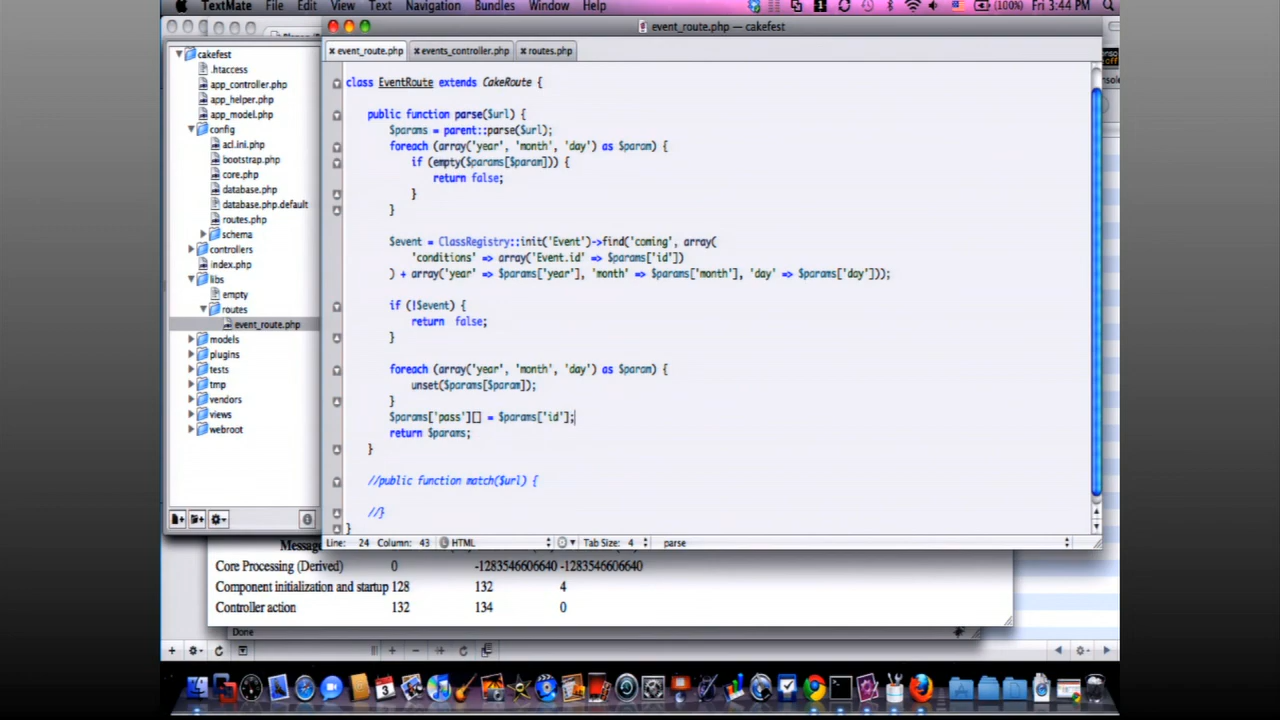 TextMate File Edit View Text Navigation Bundles Window Help
(100%) Fri 3:44 PM
event_route.php — cakefest
event_route.php events_controller.php routes.php
cakefest
.htaccess
app_controller.php
app_helper.php
app_model.php
config
acl.ini.php
bootstrap.php
core.php
database.php
database.php.default
routes.php
schema
controllers
index.php
libs
empty
routes
event_route.php
models
plugins
tests
tmp
vendors
views
webroot
class EventRoute extends CakeRoute {
public function parse($url) {
$params = parent::parse($url);
foreach (array('year', 'month', 'day') as $param) {
if (empty($params[$param])) {
return false;
}
}
$event = ClassRegistry::init('Event')->find('coming', array(
'conditions' => array('Event.id' => $params['id'])
) + array('year' => $params['year'], 'month' => $params['month'], 'day' => $params['day']));
if (!$event) {
return  false;
}
foreach (array('year', 'month', 'day') as $param) {
unset($params[$param]);
}
$params['pass'][] = $params['id'];
return $params;
}
//public function match($url) {
//}
}
Line: 24 Column: 43 HTML Tab Size: 4 parse
Messag
Core Processing (Derived) 0 -1283546606640 -1283546606640
Component initialization and startup 128 132 4
Controller action 132 134 0
Done